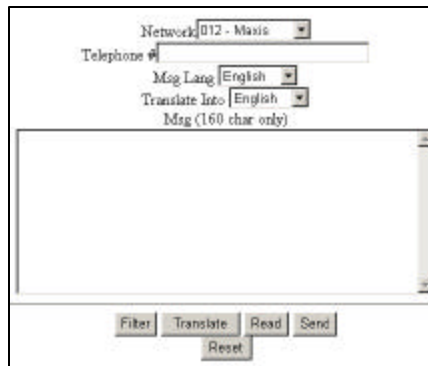 Network 012 - Maxis
Telephone #
Msg Lang English
Translate Into English
Msg (160 char only)
Filter Translate Read Send
Reset